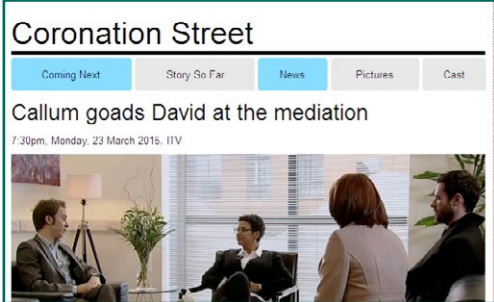 Coronation Street
Coming Next Story So Far News Pictures Cast
Callum goads David at the mediation
7:30pm, Monday, 23 March 2015, ITV